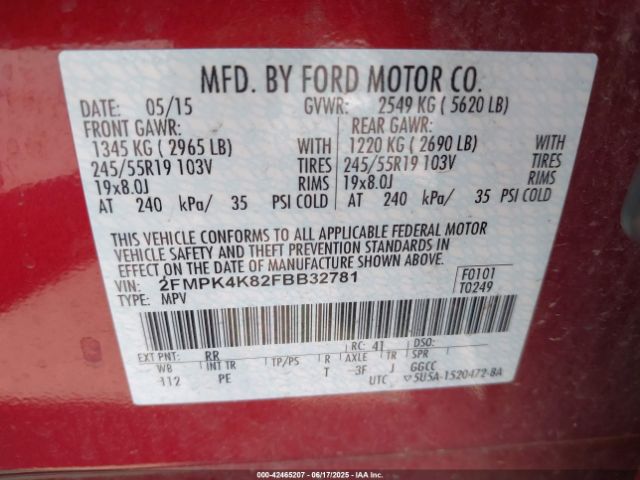 MFD. BY FORD MOTOR CO.
DATE: 05/15 GVWR: 2549 KG ( 5620 LB)
FRONT GAWR: REAR GAWR:
1345 KG ( 2965 LB) WITH 1220 KG ( 2690 LB) WITH
245/55R19 103V TIRES 245/55R19 103V TIRES
19x8.0J RIMS 19x8.0J RIMS
AT 240 kPa/ 35 PSI COLD AT 240 kPa/ 35 PSI COLD
THIS VEHICLE CONFORMS TO ALL APPLICABLE FEDERAL MOTOR
VEHICLE SAFETY AND THEFT PREVENTION STANDARDS IN
EFFECT ON THE DATE OF MANUFACTURE SHOWN ABOVE.
VIN: 2FMPK4K82FBB32781 F0101
TYPE: MPV T0249
EXT PNT: RR RC: 41 DSO:
WB INT TR TP/PS R AXLE TR SPR
112 PE T 3F J GGCC
UTC ▽5U5A-1520472-BA
© IAA 42465207 - 06/17/2025 - IAA Holdings, LLC